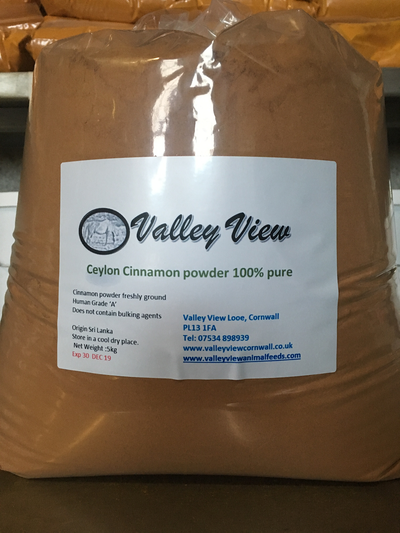 Valley View
Ceylon Cinnamon powder 100% pure
Cinnamon powder freshly ground
Human Grade 'A'
Does not contain bulking agents
Origin-Sri Lanka
Store in a cool dry place.
Net Weight :5kg
Exp 30 DEC 19
Valley View Looe, Cornwall
PL13 1FA
Tel: 07534 898939
www.valleyviewcornwall.co.uk
www.valleyviewanimalfeeds.com